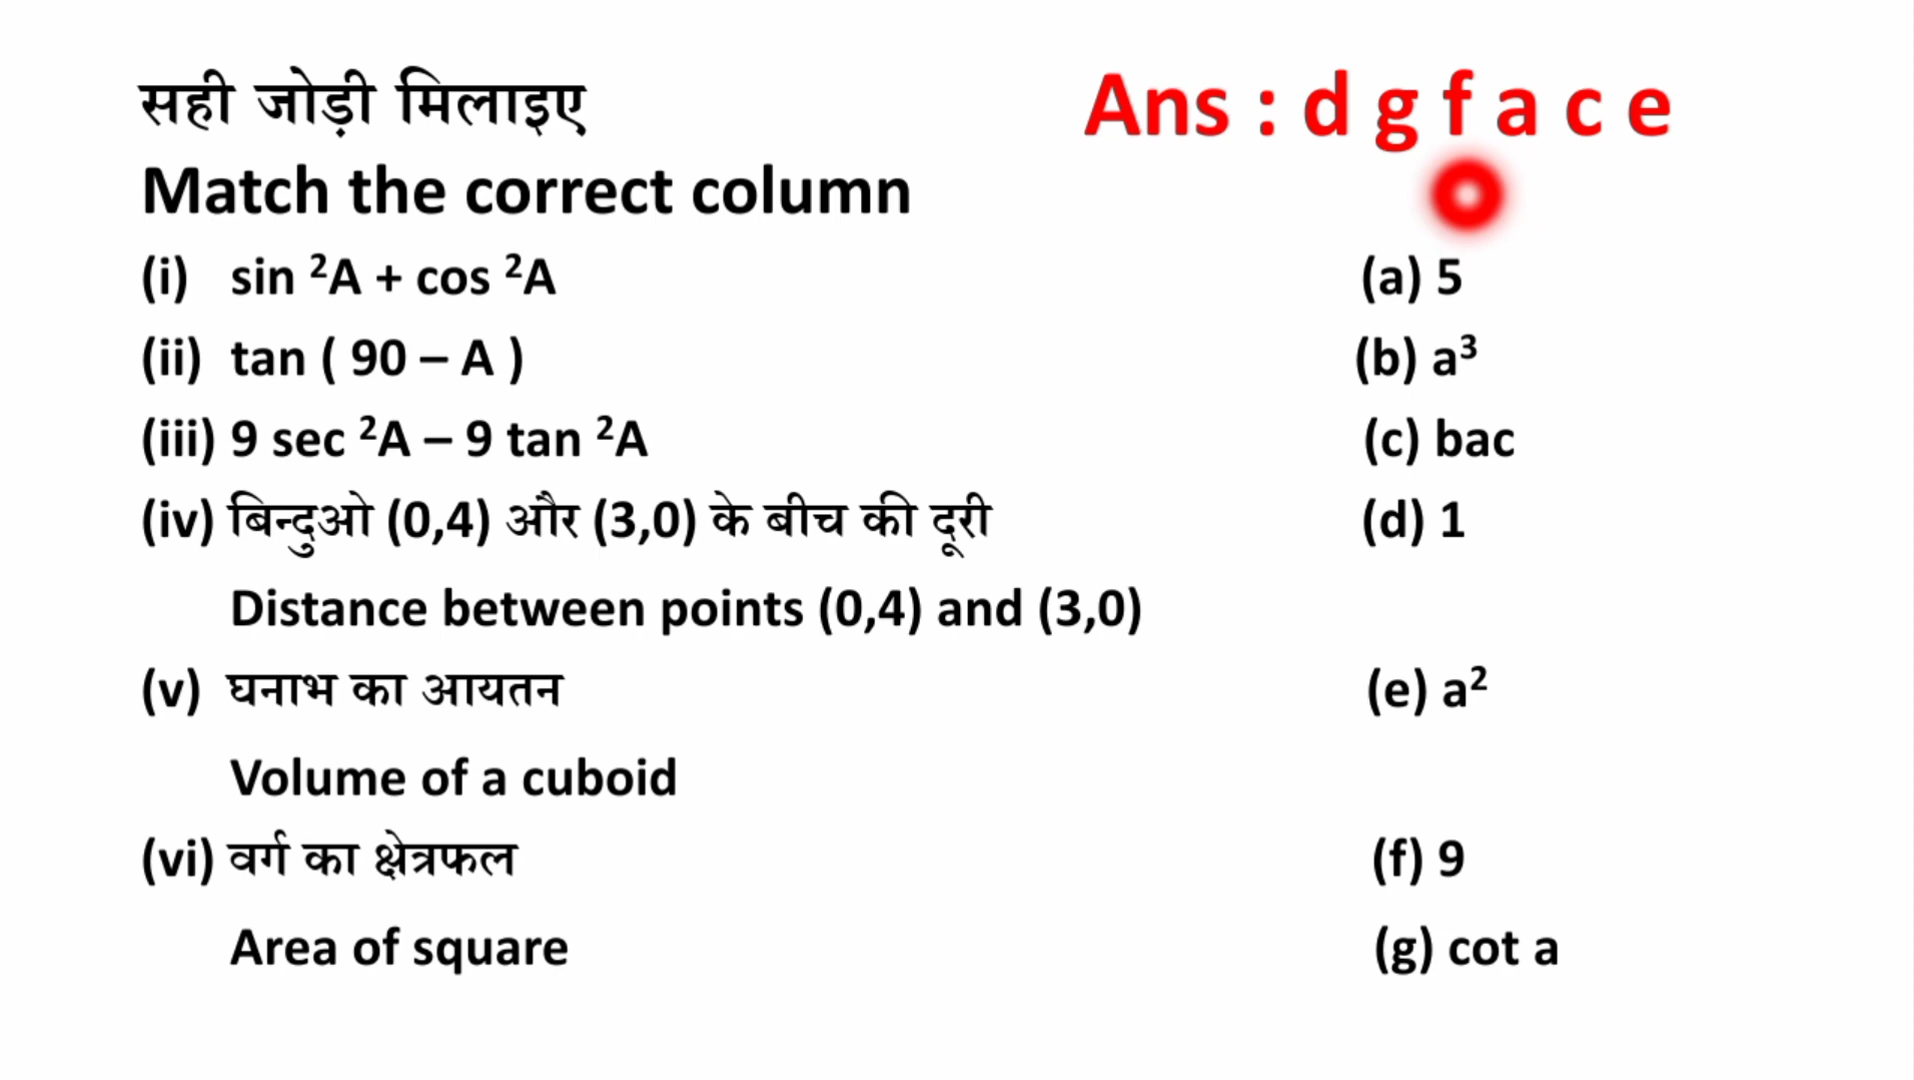 सही जोड़ी मिलाइए
Ans : d g f a c e
Match the correct column
(i) sin ²A + cos ²A (a) 5
(ii) tan ( 90 – A ) (b) a³
(iii) 9 sec ²A – 9 tan ²A (c) bac
(iv) बिन्दुओ (0,4) और (3,0) के बीच की दूरी (d) 1
Distance between points (0,4) and (3,0)
(v) घनाभ का आयतन (e) a²
Volume of a cuboid
(vi) वर्ग का क्षेत्रफल (f) 9
Area of square (g) cot a